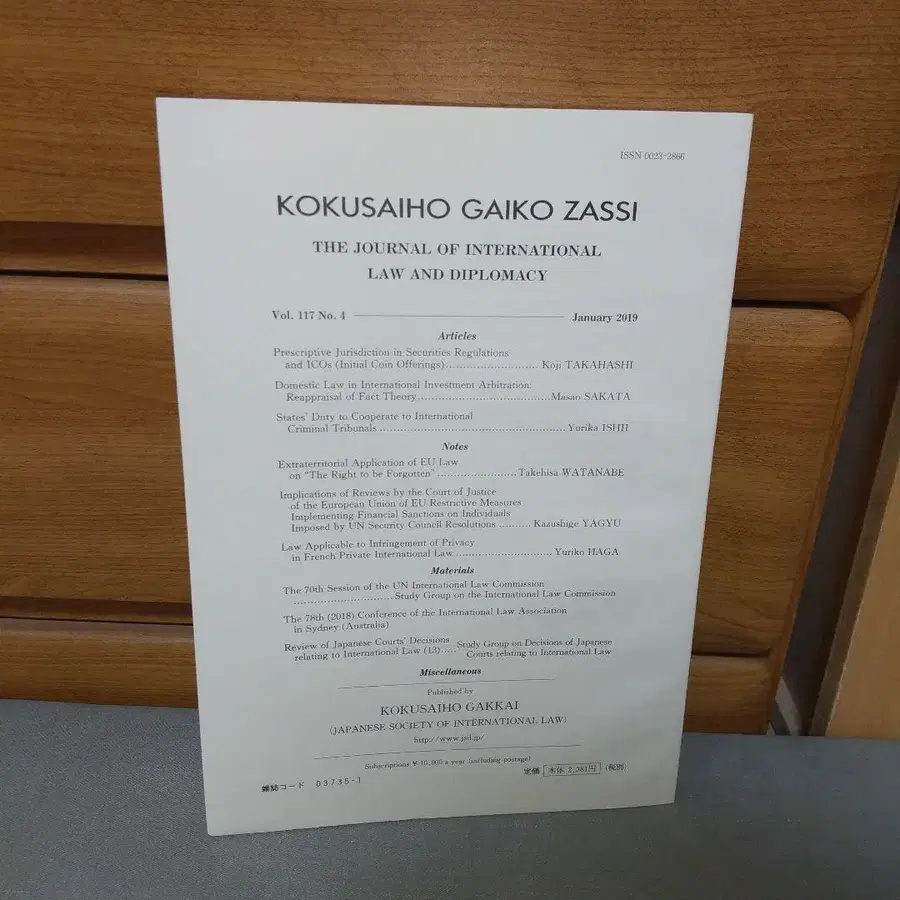 ISSN 0023-2866
KOKUSAIHO GAIKO ZASSI
THE JOURNAL OF INTERNATIONAL
LAW AND DIPLOMACY
Vol. 117 No. 4 January 2019
Articles
Prescriptive Jurisdiction in Securities Regulations
and ICOs (Initial Coin Offerings)........................ Koji TAKAHASHI
Domestic Law in International Investment Arbitration:
Reappraisal of Fact Theory....................................Masao SAKATA
States' Duty to Cooperate to International
Criminal Tribunals .................................................. Yurika ISHII
Notes
Extraterritorial Application of EU Law
on "The Right to be Forgotten" ......................Takehisa WATANABE
Implications of Reviews by the Court of Justice
of the European Union of EU Restrictive Measures
Implementing Financial Sanctions on Individuals
Imposed by UN Security Council Resolutions .......... Kazushige YAGYU
Law Applicable to Infringement of Privacy
in French Private International Law ............................ Yuriko HAGA
Materials
The 70th Session of the UN International Law Commission
............................Study Group on the International Law Commission
The 78th (2018) Conference of the International Law Association
in Sydney (Australia)
Review of Japanese Courts' Decisions
relating to International Law (13)..... Study Group on Decisions of Japanese
Courts relating to International Law
Miscellaneous
Published by
KOKUSAIHO GAKKAI
(JAPANESE SOCIETY OF INTERNATIONAL LAW)
http://www.jsil.jp/
Subscriptions ¥10,000 a year (including postage)
雑誌コード 03735-1
定価 本体 2,381円 (税別)